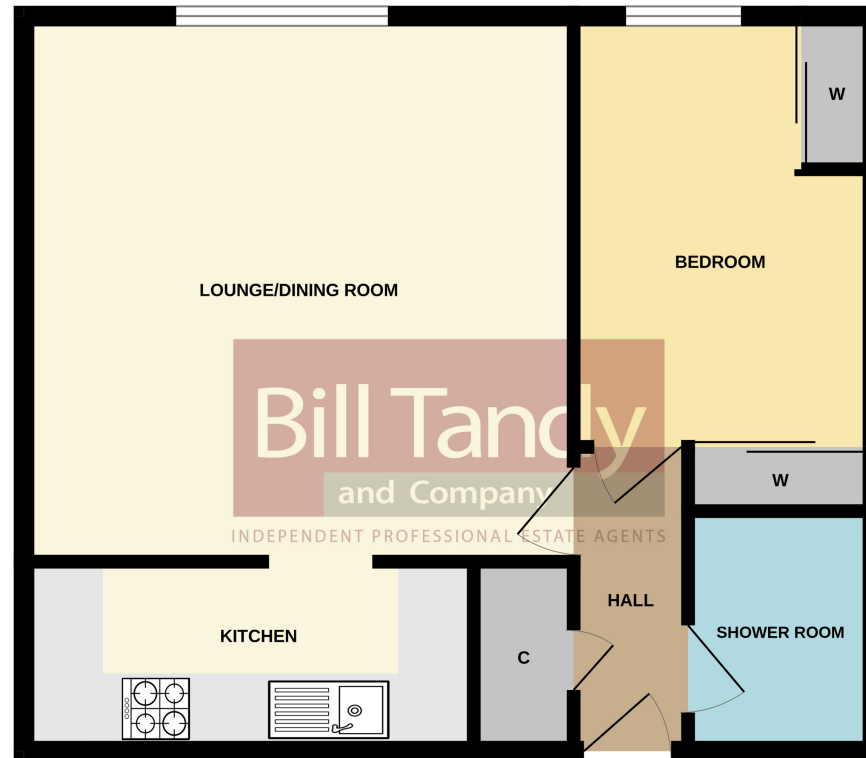 W
BEDROOM
LOUNGE/DINING ROOM
Bill Tandy
and Company
INDEPENDENT PROFESSIONAL ESTATE AGENTS
W
HALL
SHOWER ROOM
KITCHEN
C